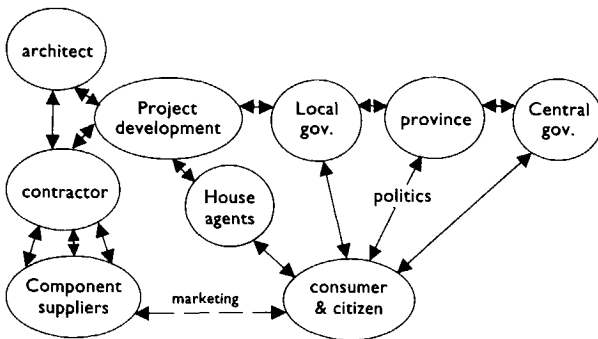 architect
Project
development
Local
gov.
province
Central
gov.
contractor
House
agents
politics
Component
suppliers
marketing
consumer
& citizen